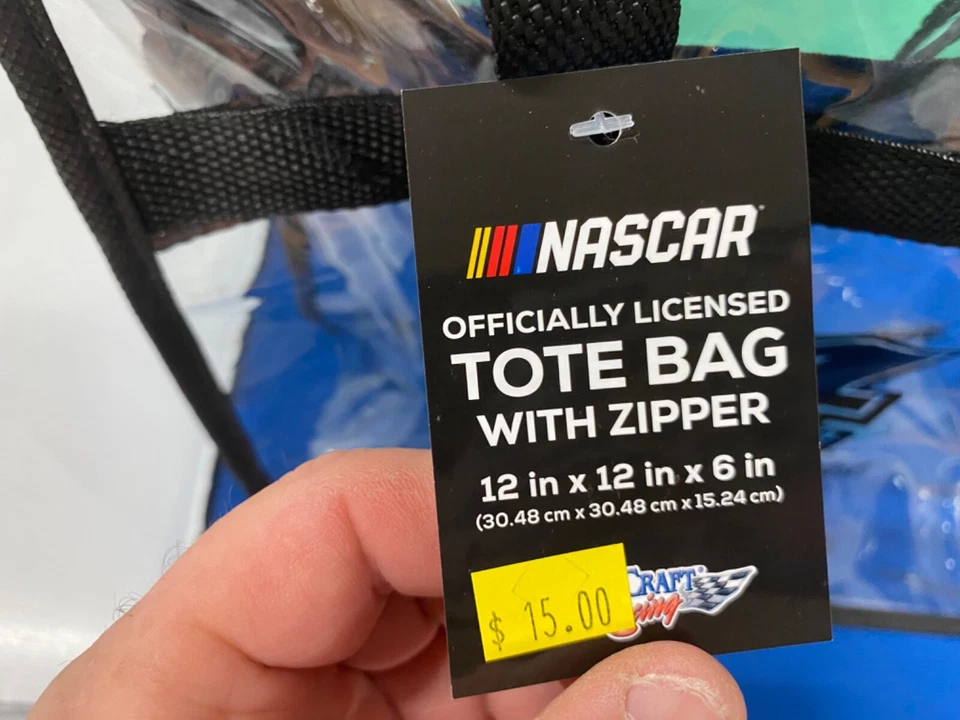 NASCAR
OFFICIALLY LICENSED
TOTE BAG
WITH ZIPPER
12 in x 12 in x 6 in
(30.48 cm x 30.48 cm x 15.24 cm)
CRAFT
$ 15.00